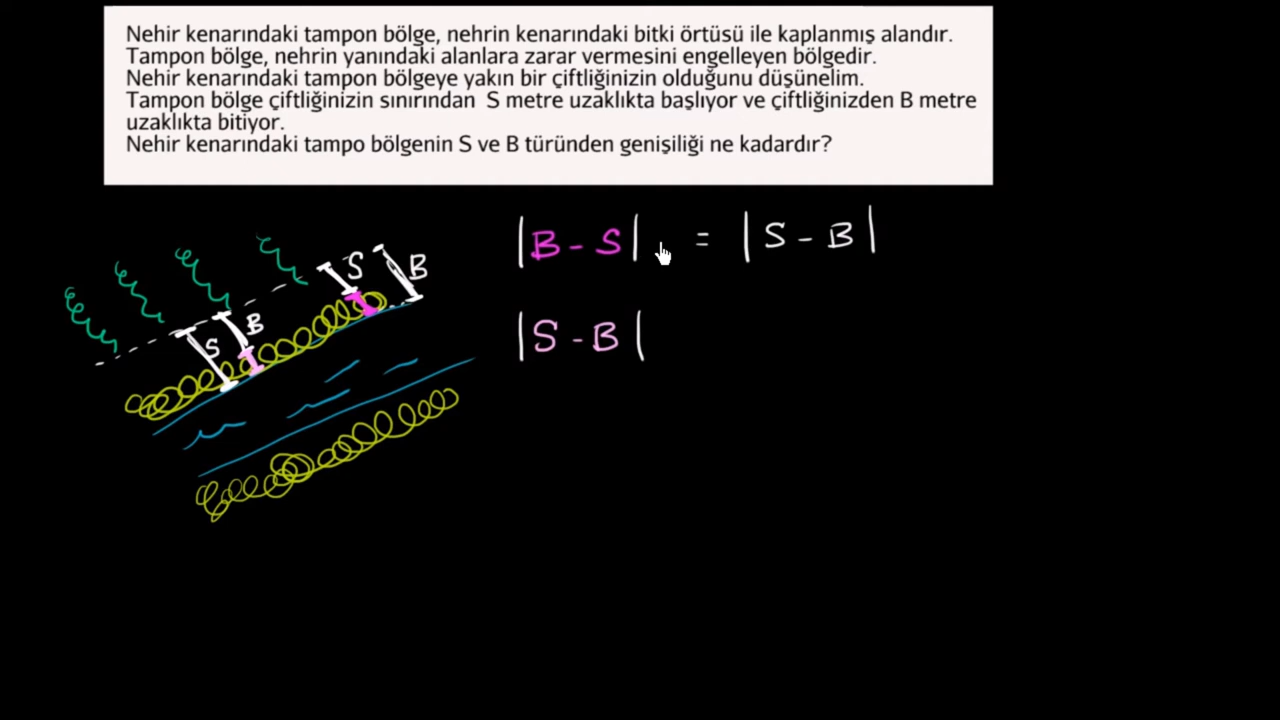 Nehir kenarındaki tampon bölge, nehrin kenarındaki bitki örtüsü ile kaplanmış alandır.
Tampon bölge, nehrin yanındaki alanlara zarar vermesini engelleyen bölgedir.
Nehir kenarındaki tampon bölgeye yakın bir çiftliğinizin olduğunu düşünelim.
Tampon bölge çiftliğinizin sınırından S metre uzaklıkta başlıyor ve çiftliğinizden B metre
uzaklıkta bitiyor.
Nehir kenarındaki tampo bölgenin S ve B türünden genişiliği ne kadardır?
|B - S| = |S - B|
S B
B
S
|S - B|